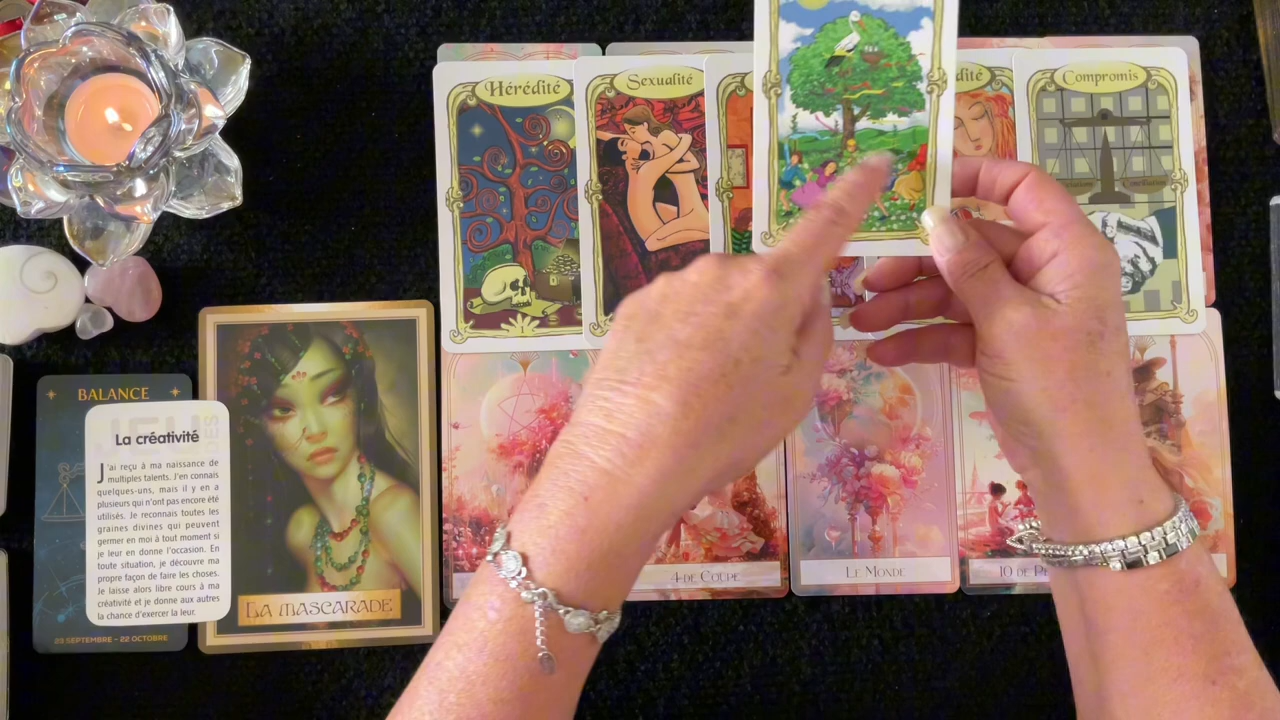 Hérédité
Sexualité
dité
Compromis
BALANCE
La créativité
J'ai reçu à ma naissance de
multiples talents. J'en connais
quelques-uns, mais il y en a
plusieurs qui n'ont pas encore été
utilisés. Je reconnais toutes les
graines divines qui peuvent
germer en moi à tout moment si
je leur en donne l'occasion. En
toute situation, je découvre ma
propre façon de faire les choses.
Je laisse alors libre cours à ma
créativité et je donne aux autres
la chance d'exercer la leur.
23 SEPTEMBRE - 22 OCTOBRE
La Mascarade
4 de Coupe
Le Monde
10 de